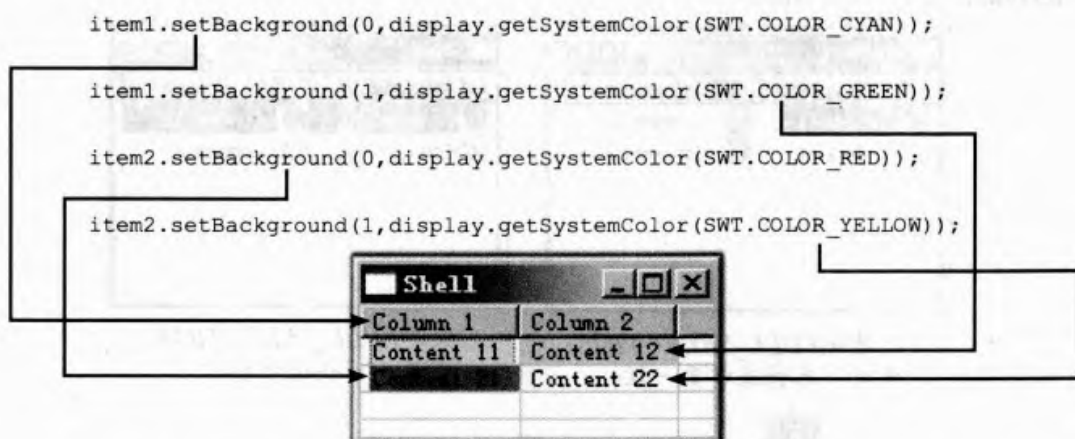 item1.setBackground(0,display.getSystemColor(SWT.COLOR_CYAN));
item1.setBackground(1,display.getSystemColor(SWT.COLOR_GREEN));
item2.setBackground(0,display.getSystemColor(SWT.COLOR_RED));
item2.setBackground(1,display.getSystemColor(SWT.COLOR_YELLOW));
Shell
Column 1 Column 2
Content 11 Content 12
Content 22